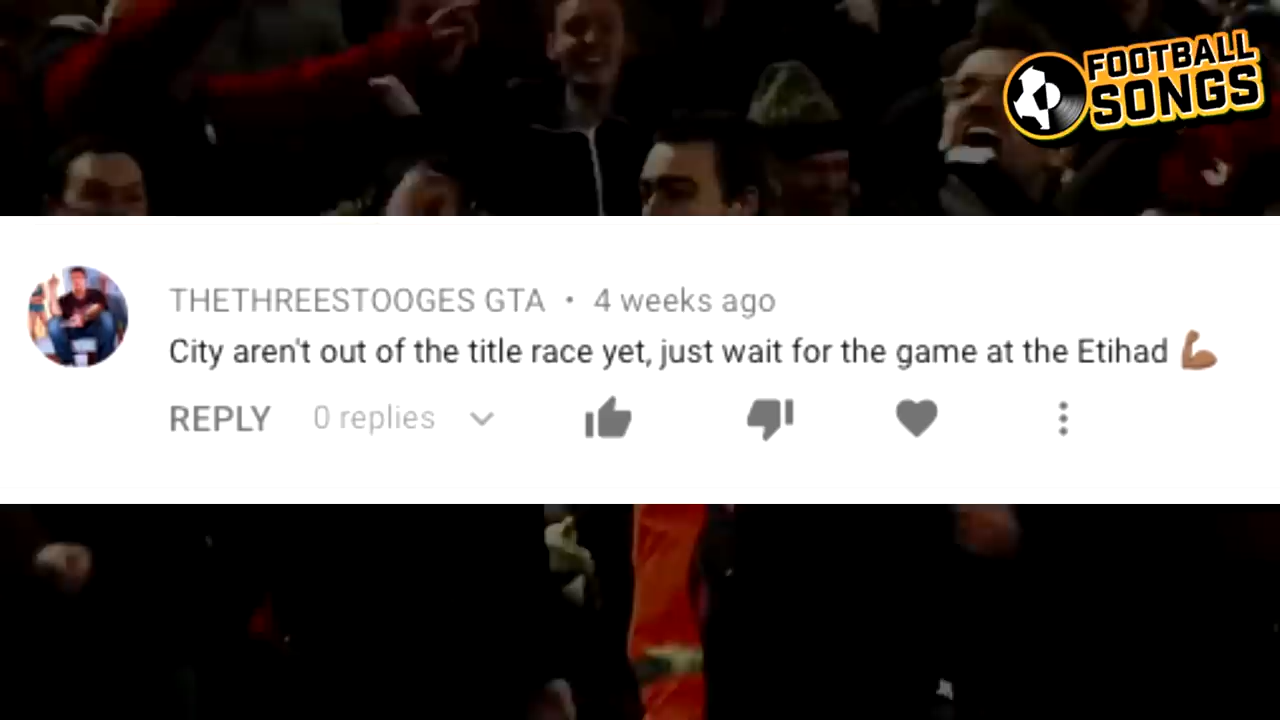 FOOTBALL
SONGS
THETHREESTOOGES GTA • 4 weeks ago
City aren't out of the title race yet, just wait for the game at the Etihad 💪🏽
REPLY 0 replies